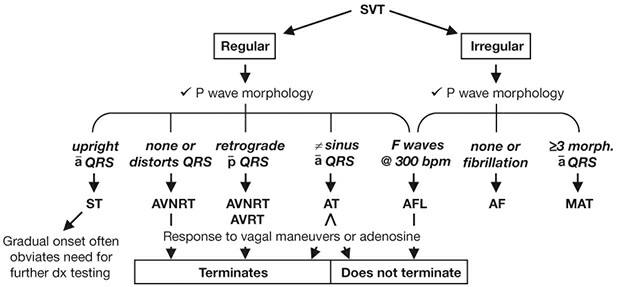 SVT
Regular
Irregular
✓ P wave morphology
✓ P wave morphology
upright
ā QRS
none or
distorts QRS
retrograde
p̄ QRS
≠sinus
ā QRS
F waves
@ 300 bpm
none or
fibrillation
≥3 morph.
ā QRS
ST
AVNRT
AVNRT
AVRT
AT
AFL
AF
MAT
Gradual onset often
obviates need for
further dx testing
Response to vagal maneuvers or adenosine
Terminates
Does not terminate